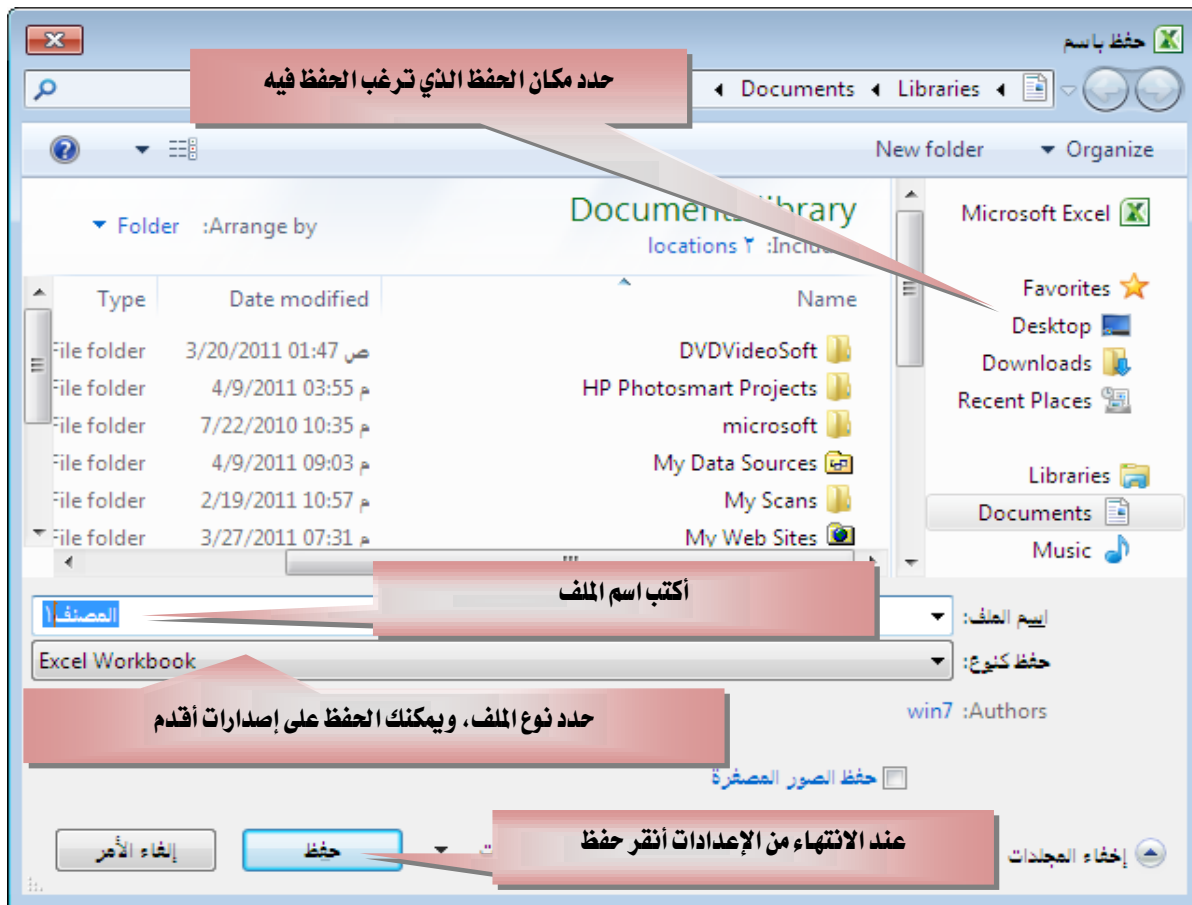 حفظ باسم
حدد مكان الحفظ الذي ترغب الحفظ فيه
Libraries Documents
Organize New folder
Microsoft Excel
Favorites
Desktop
Downloads
Recent Places
Libraries
Documents
Music
Documents library
locations ٢ :Includes
Folder :Arrange by
Name Date modified Type
DVDVideoSoft 3/20/2011 01:47 ص File folder
HP Photosmart Projects 4/9/2011 03:55 م File folder
microsoft 7/22/2010 10:35 م File folder
My Data Sources 4/9/2011 09:03 م File folder
My Scans 2/19/2011 10:57 م File folder
My Web Sites 3/27/2011 07:31 م File folder
أكتب اسم الملف
اسم الملف: المصنف١
حفظ كنوع: Excel Workbook
حدد نوع الملف، ويمكنك الحفظ على إصدارات أقدم
win7 :Authors
حفظ الصور المصغرة
عند الانتهاء من الإعدادات أنقر حفظ
إخفاء المجلدات
حفظ
إلغاء الأمر